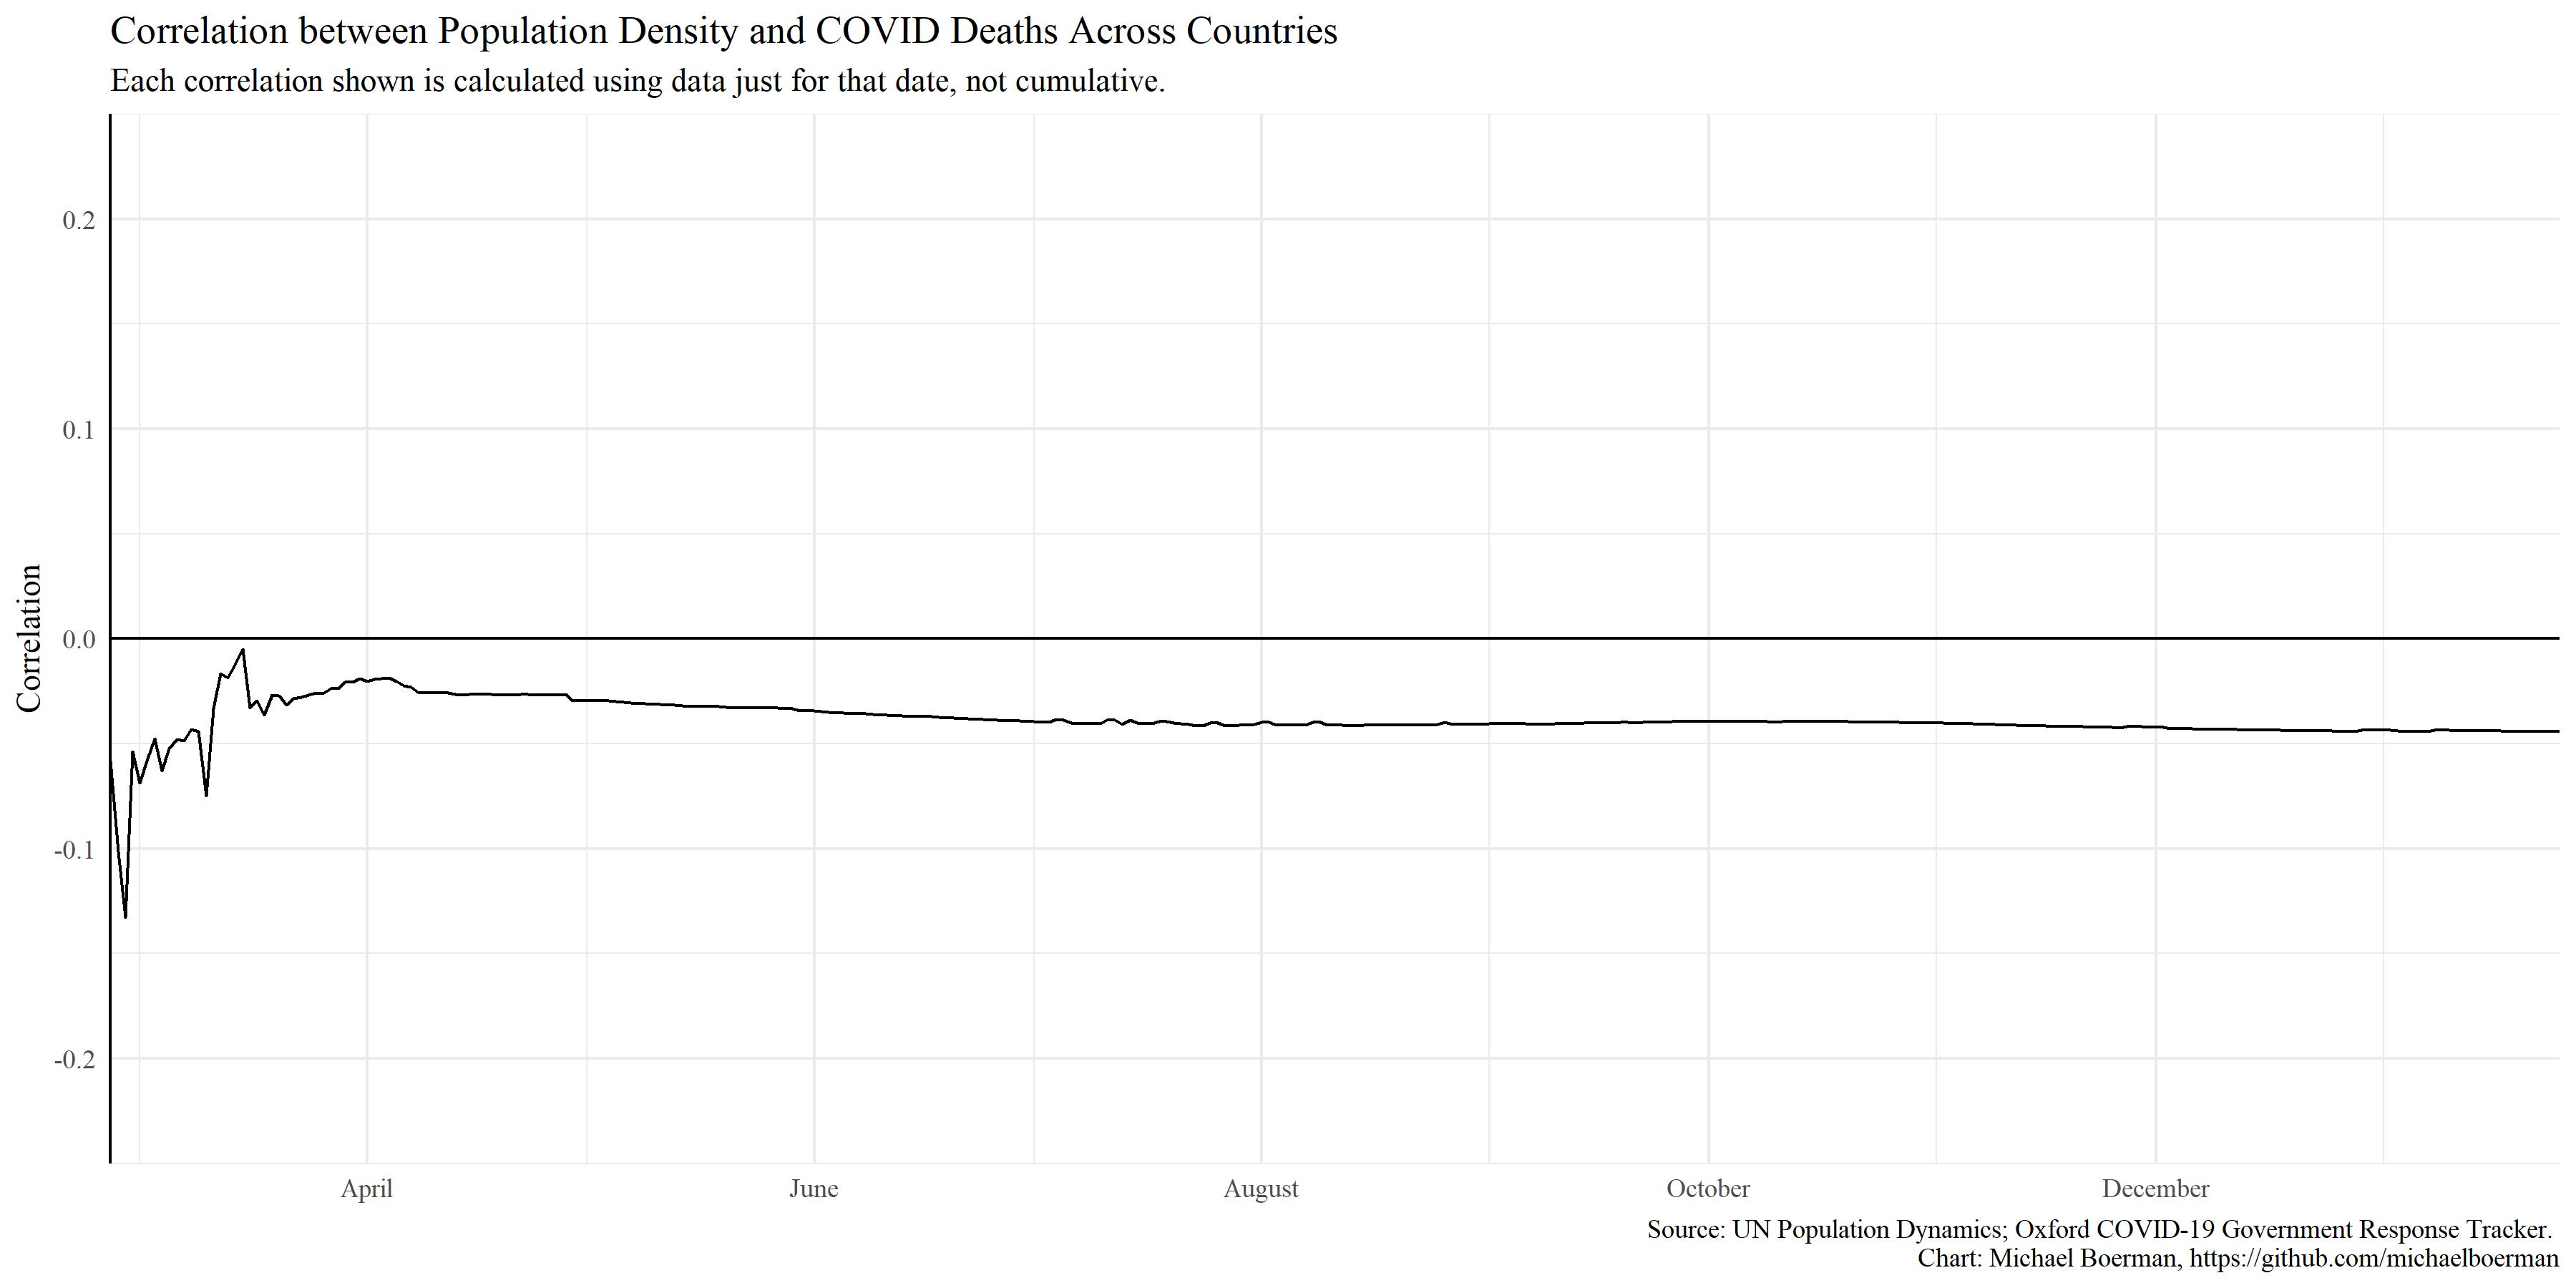 Correlation between Population Density and COVID Deaths Across Countries
Each correlation shown is calculated using data just for that date, not cumulative.
Correlation
0.2
0.1
0.0
-0.1
-0.2
April June August October December
Source: UN Population Dynamics; Oxford COVID-19 Government Response Tracker.
Chart: Michael Boerman, https://github.com/michaelboerman